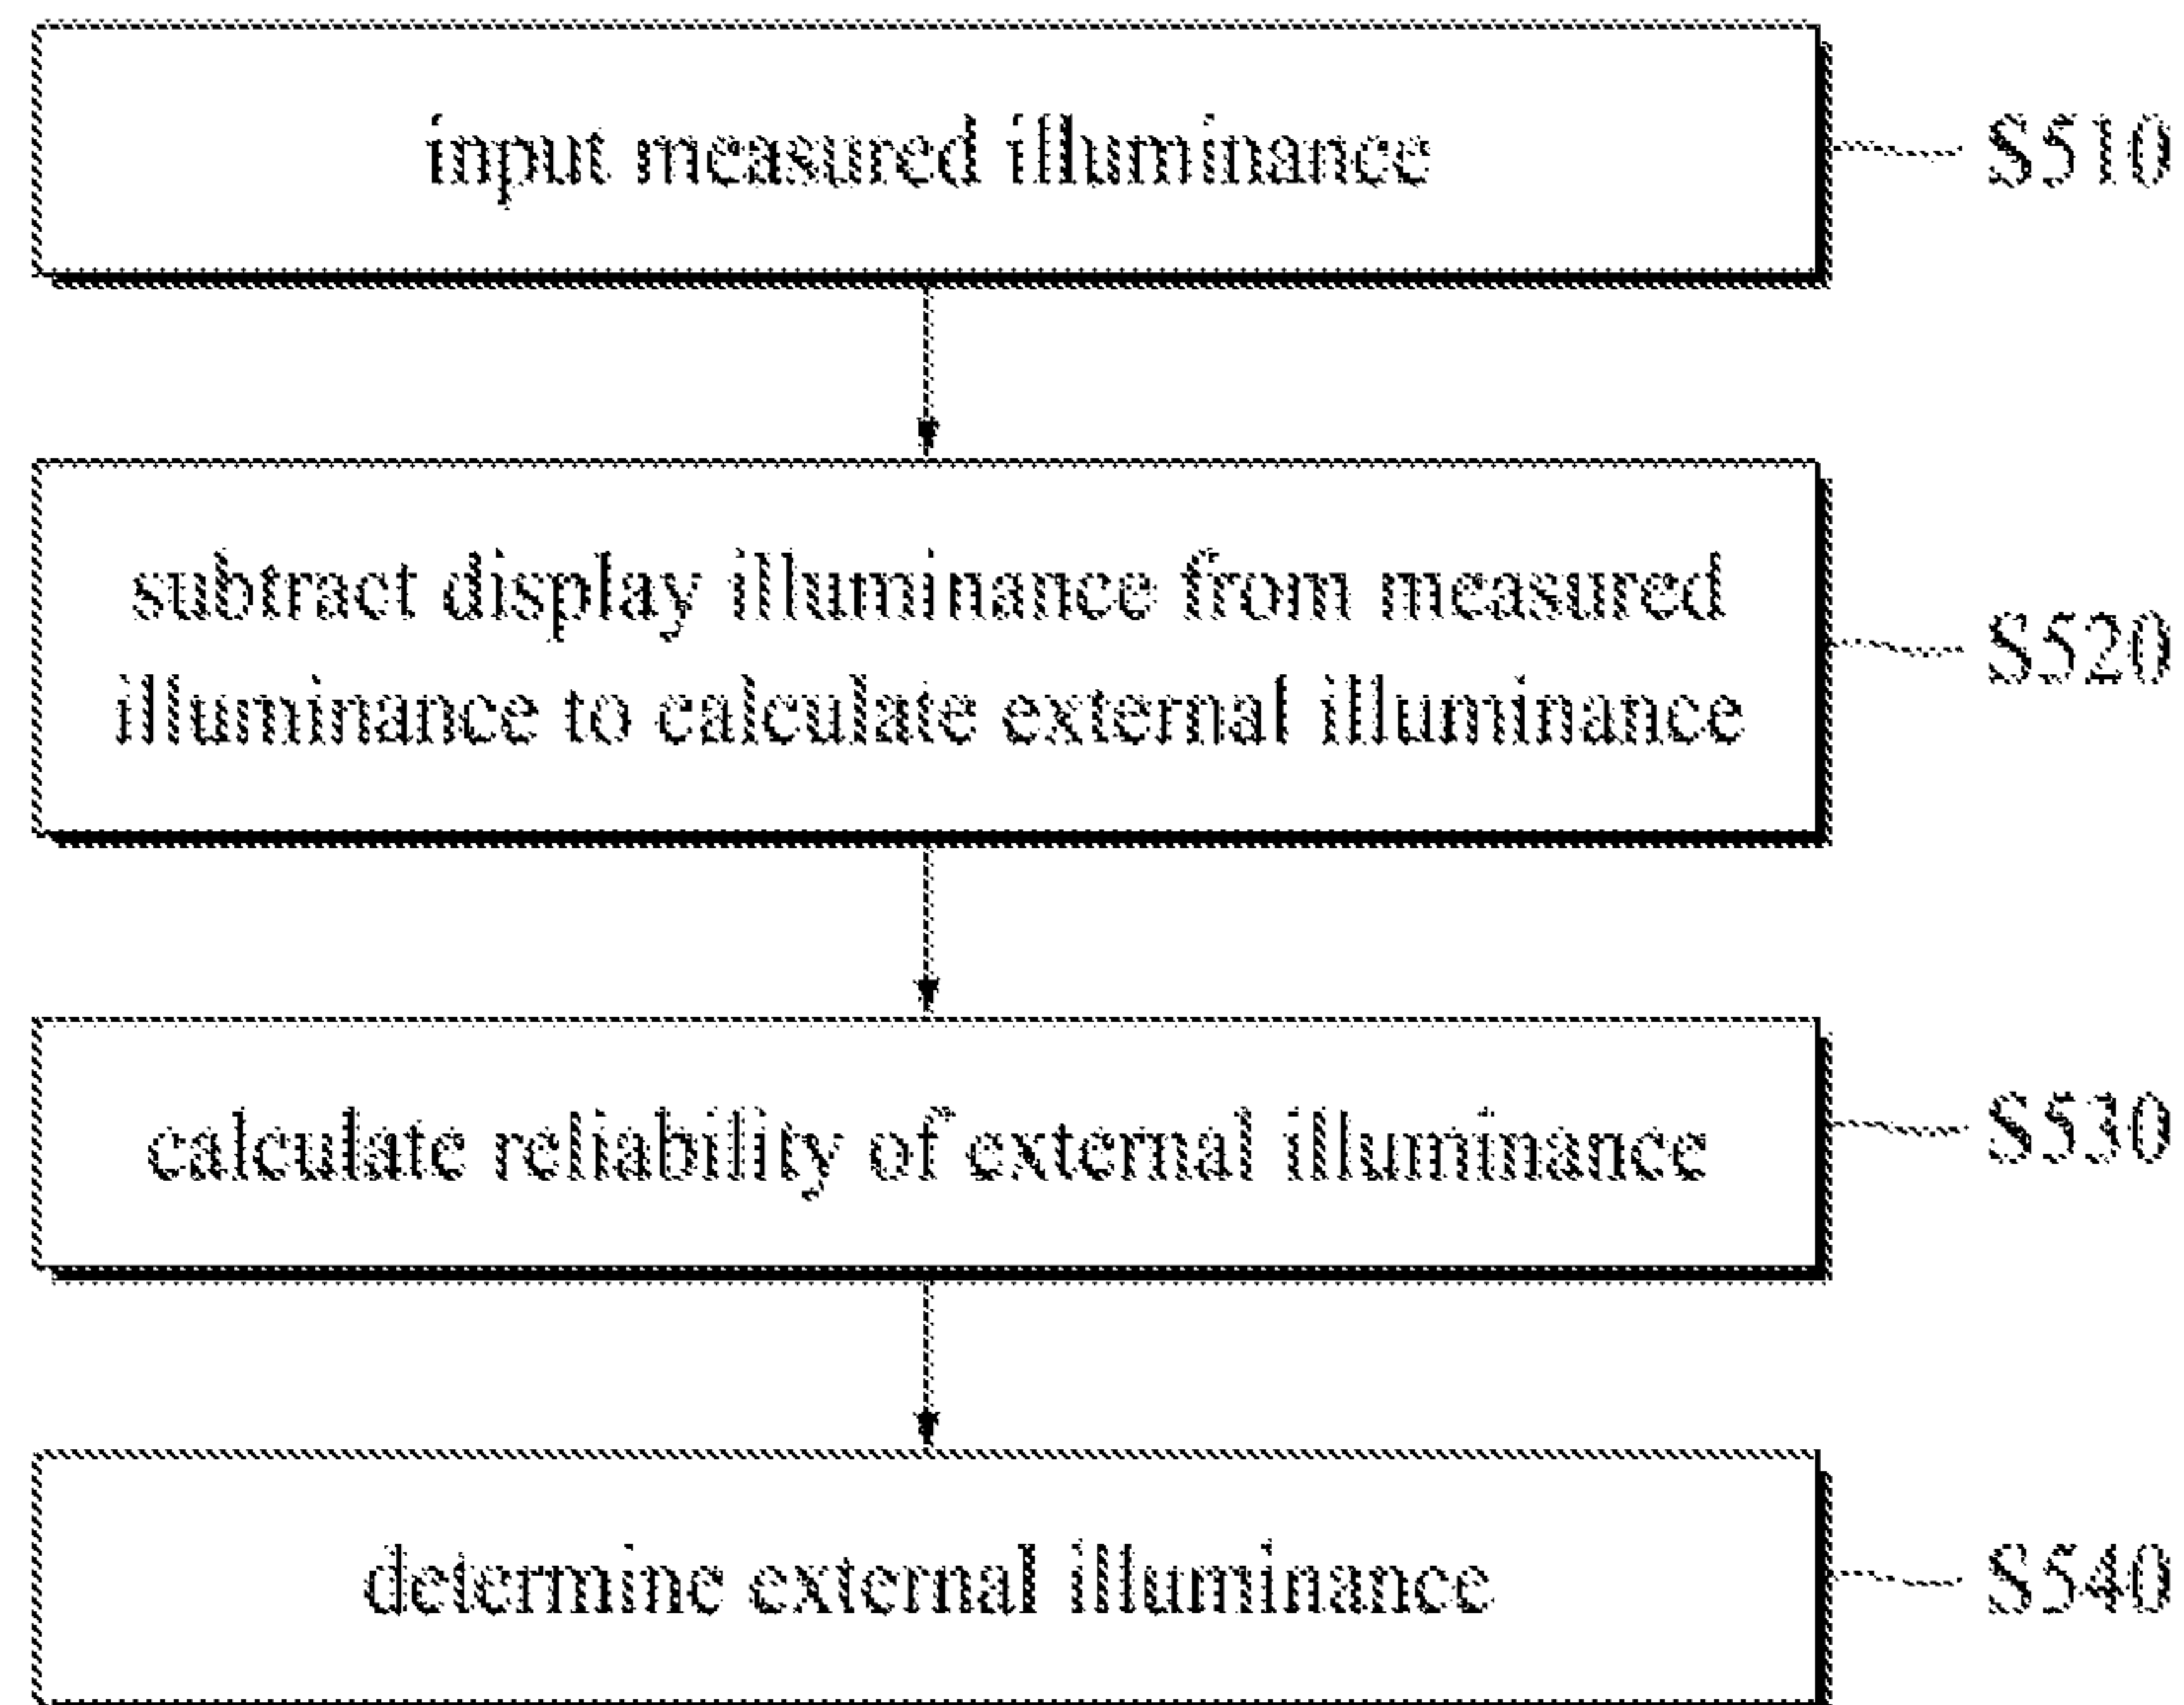 input measured illuminance
S510
subtract display illuminance from measured
illuminance to calculate external illuminance
S520
calculate reliability of external illuminance
S530
determine external illuminance
S540